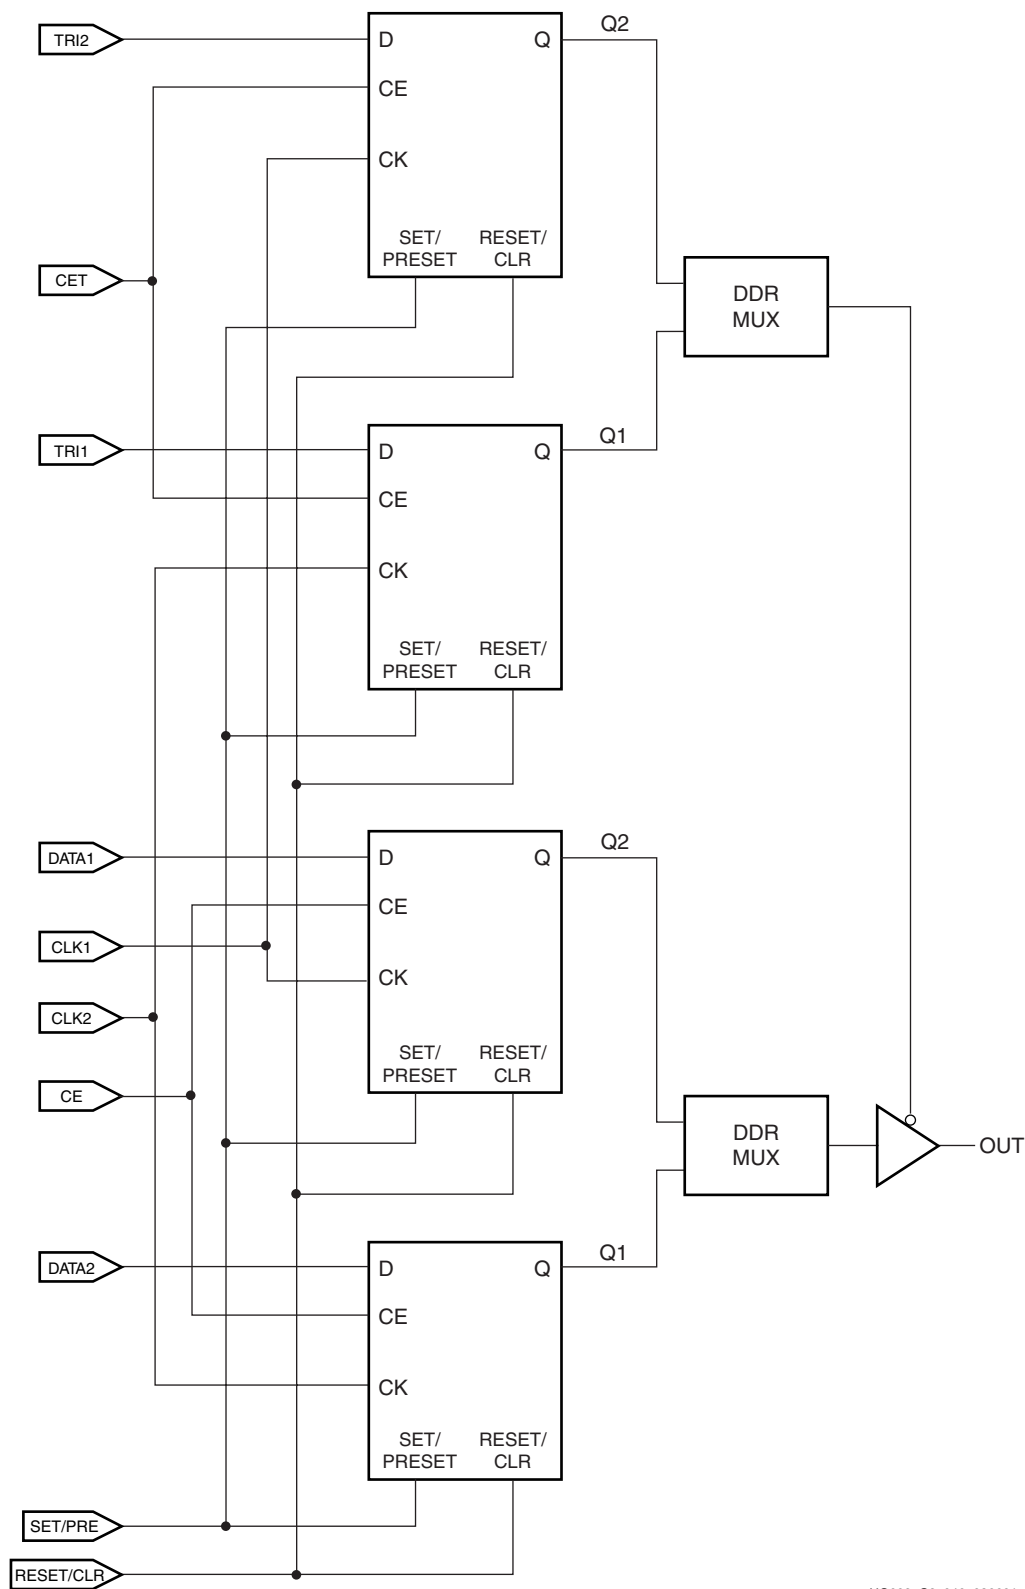 TRI2
D
Q
Q2
CE
CK
SET/
PRESET
RESET/
CLR
CET
DDR
MUX
TRI1
D
Q
Q1
CE
CK
SET/
PRESET
RESET/
CLR
DATA1
D
Q
Q2
CE
CLK1
CK
CLK2
SET/
PRESET
RESET/
CLR
CE
DDR
MUX
OUT
DATA2
D
Q
Q1
CE
CK
SET/
PRESET
RESET/
CLR
SET/PRE
RESET/CLR